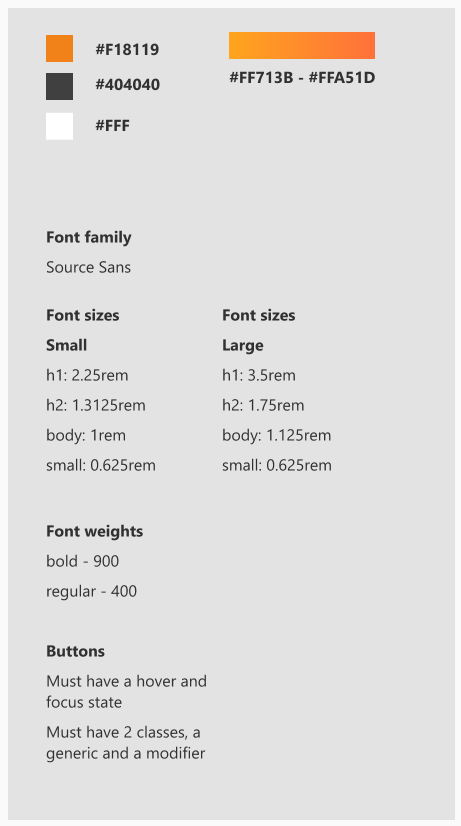 #F18119
#404040
#FFF
#FF713B - #FFA51D
Font family
Source Sans
Font sizes
Small
h1: 2.25rem
h2: 1.3125rem
body: 1rem
small: 0.625rem
Font sizes
Large
h1: 3.5rem
h2: 1.75rem
body: 1.125rem
small: 0.625rem
Font weights
bold - 900
regular - 400
Buttons
Must have a hover and
focus state
Must have 2 classes, a
generic and a modifier